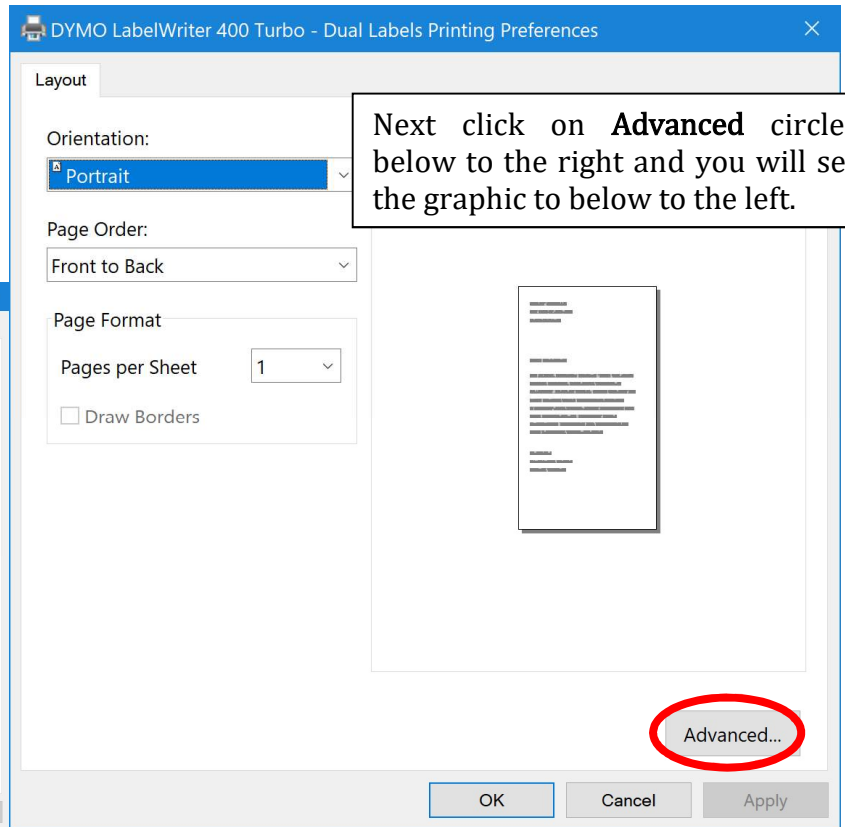 DYMO LabelWriter 400 Turbo - Dual Labels Printing Preferences
Layout
Next click on Advanced circle
below to the right and you will se
the graphic to below to the left.
Orientation:
Portrait
Page Order:
Front to Back
Page Format
Pages per Sheet 1
Draw Borders
Advanced...
OK Cancel Apply